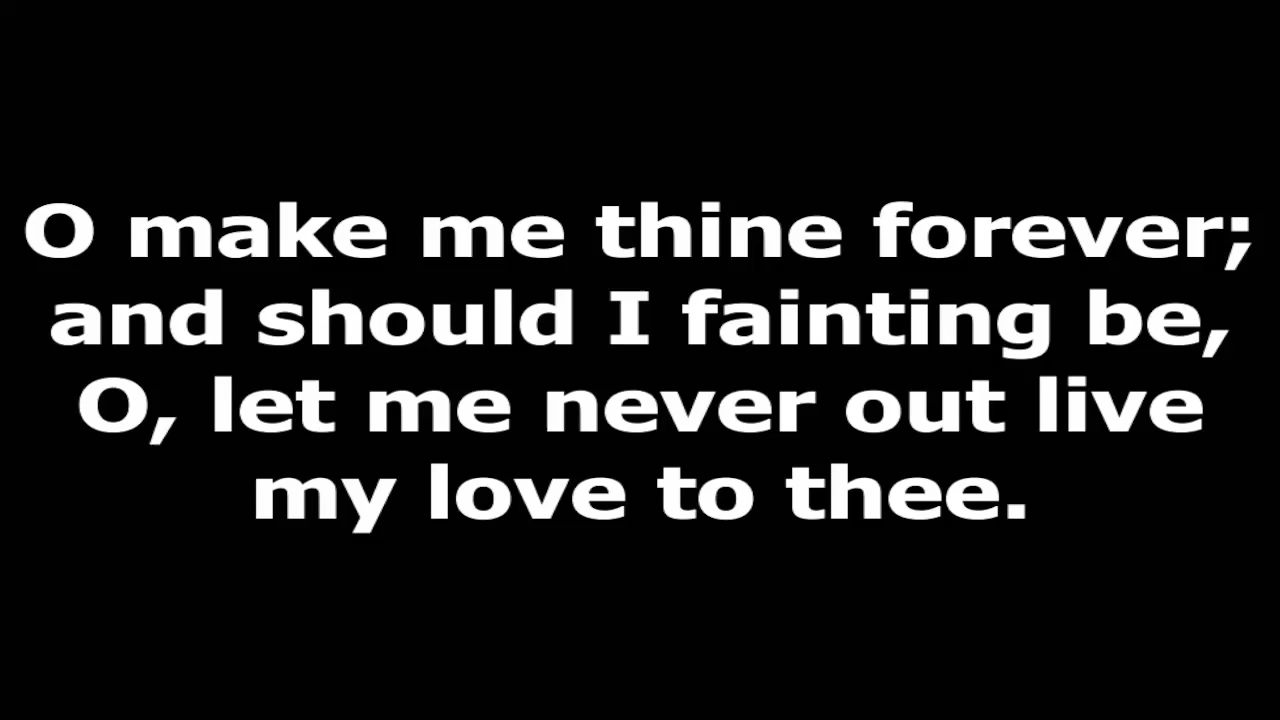 O make me thine forever;
and should I fainting be,
O, let me never out live
my love to thee.